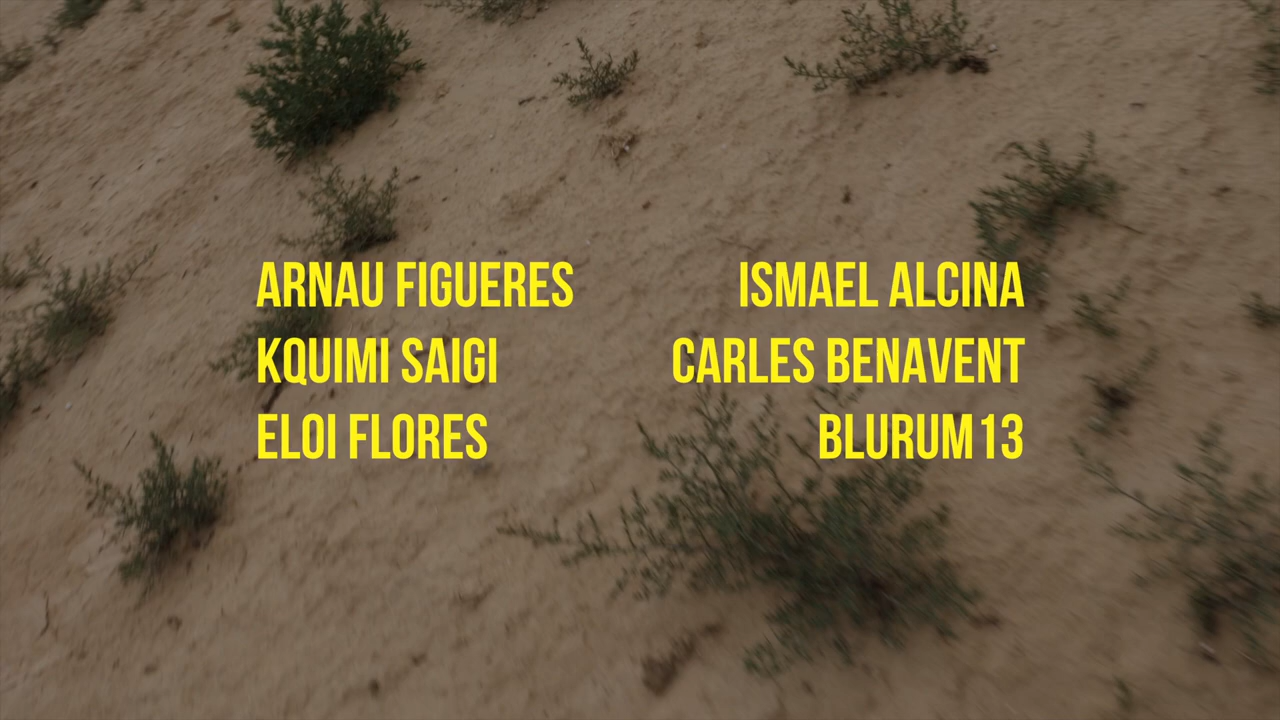 ARNAU FIGUERES
KQUIMI SAIGI
ELOI FLORES
ISMAEL ALCINA
CARLES BENAVENT
BLURUM13